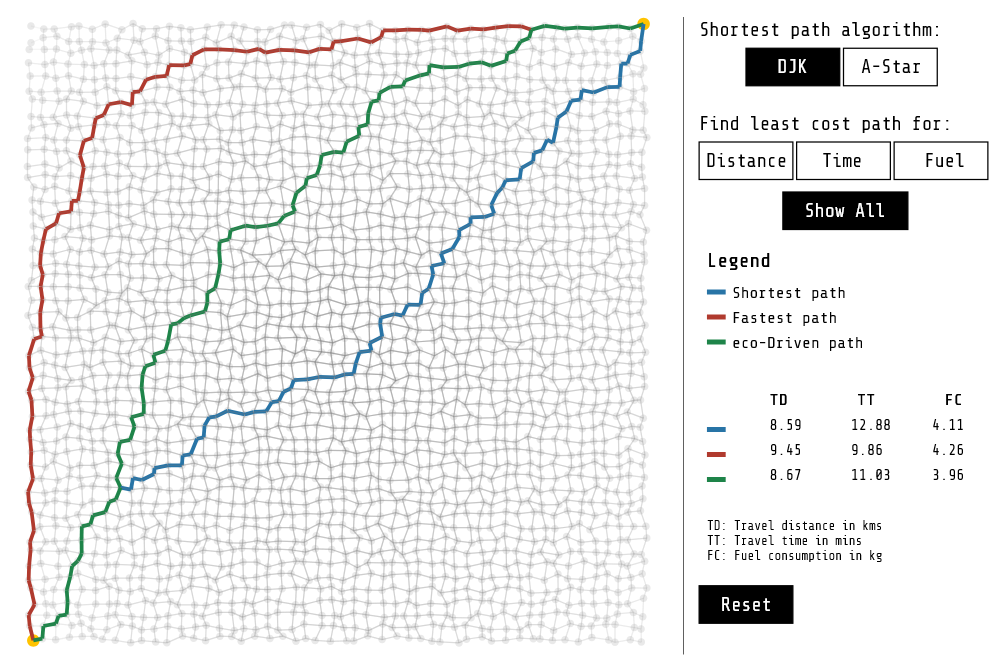 Shortest path algorithm:
DJK A-Star
Find least cost path for:
Distance Time Fuel
Show All
Legend
Shortest path
Fastest path
eco-Driven path
TD TT FC
8.59 12.88 4.11
9.45 9.86 4.26
8.67 11.03 3.96
TD: Travel distance in kms
TT: Travel time in mins
FC: Fuel consumption in kg
Reset